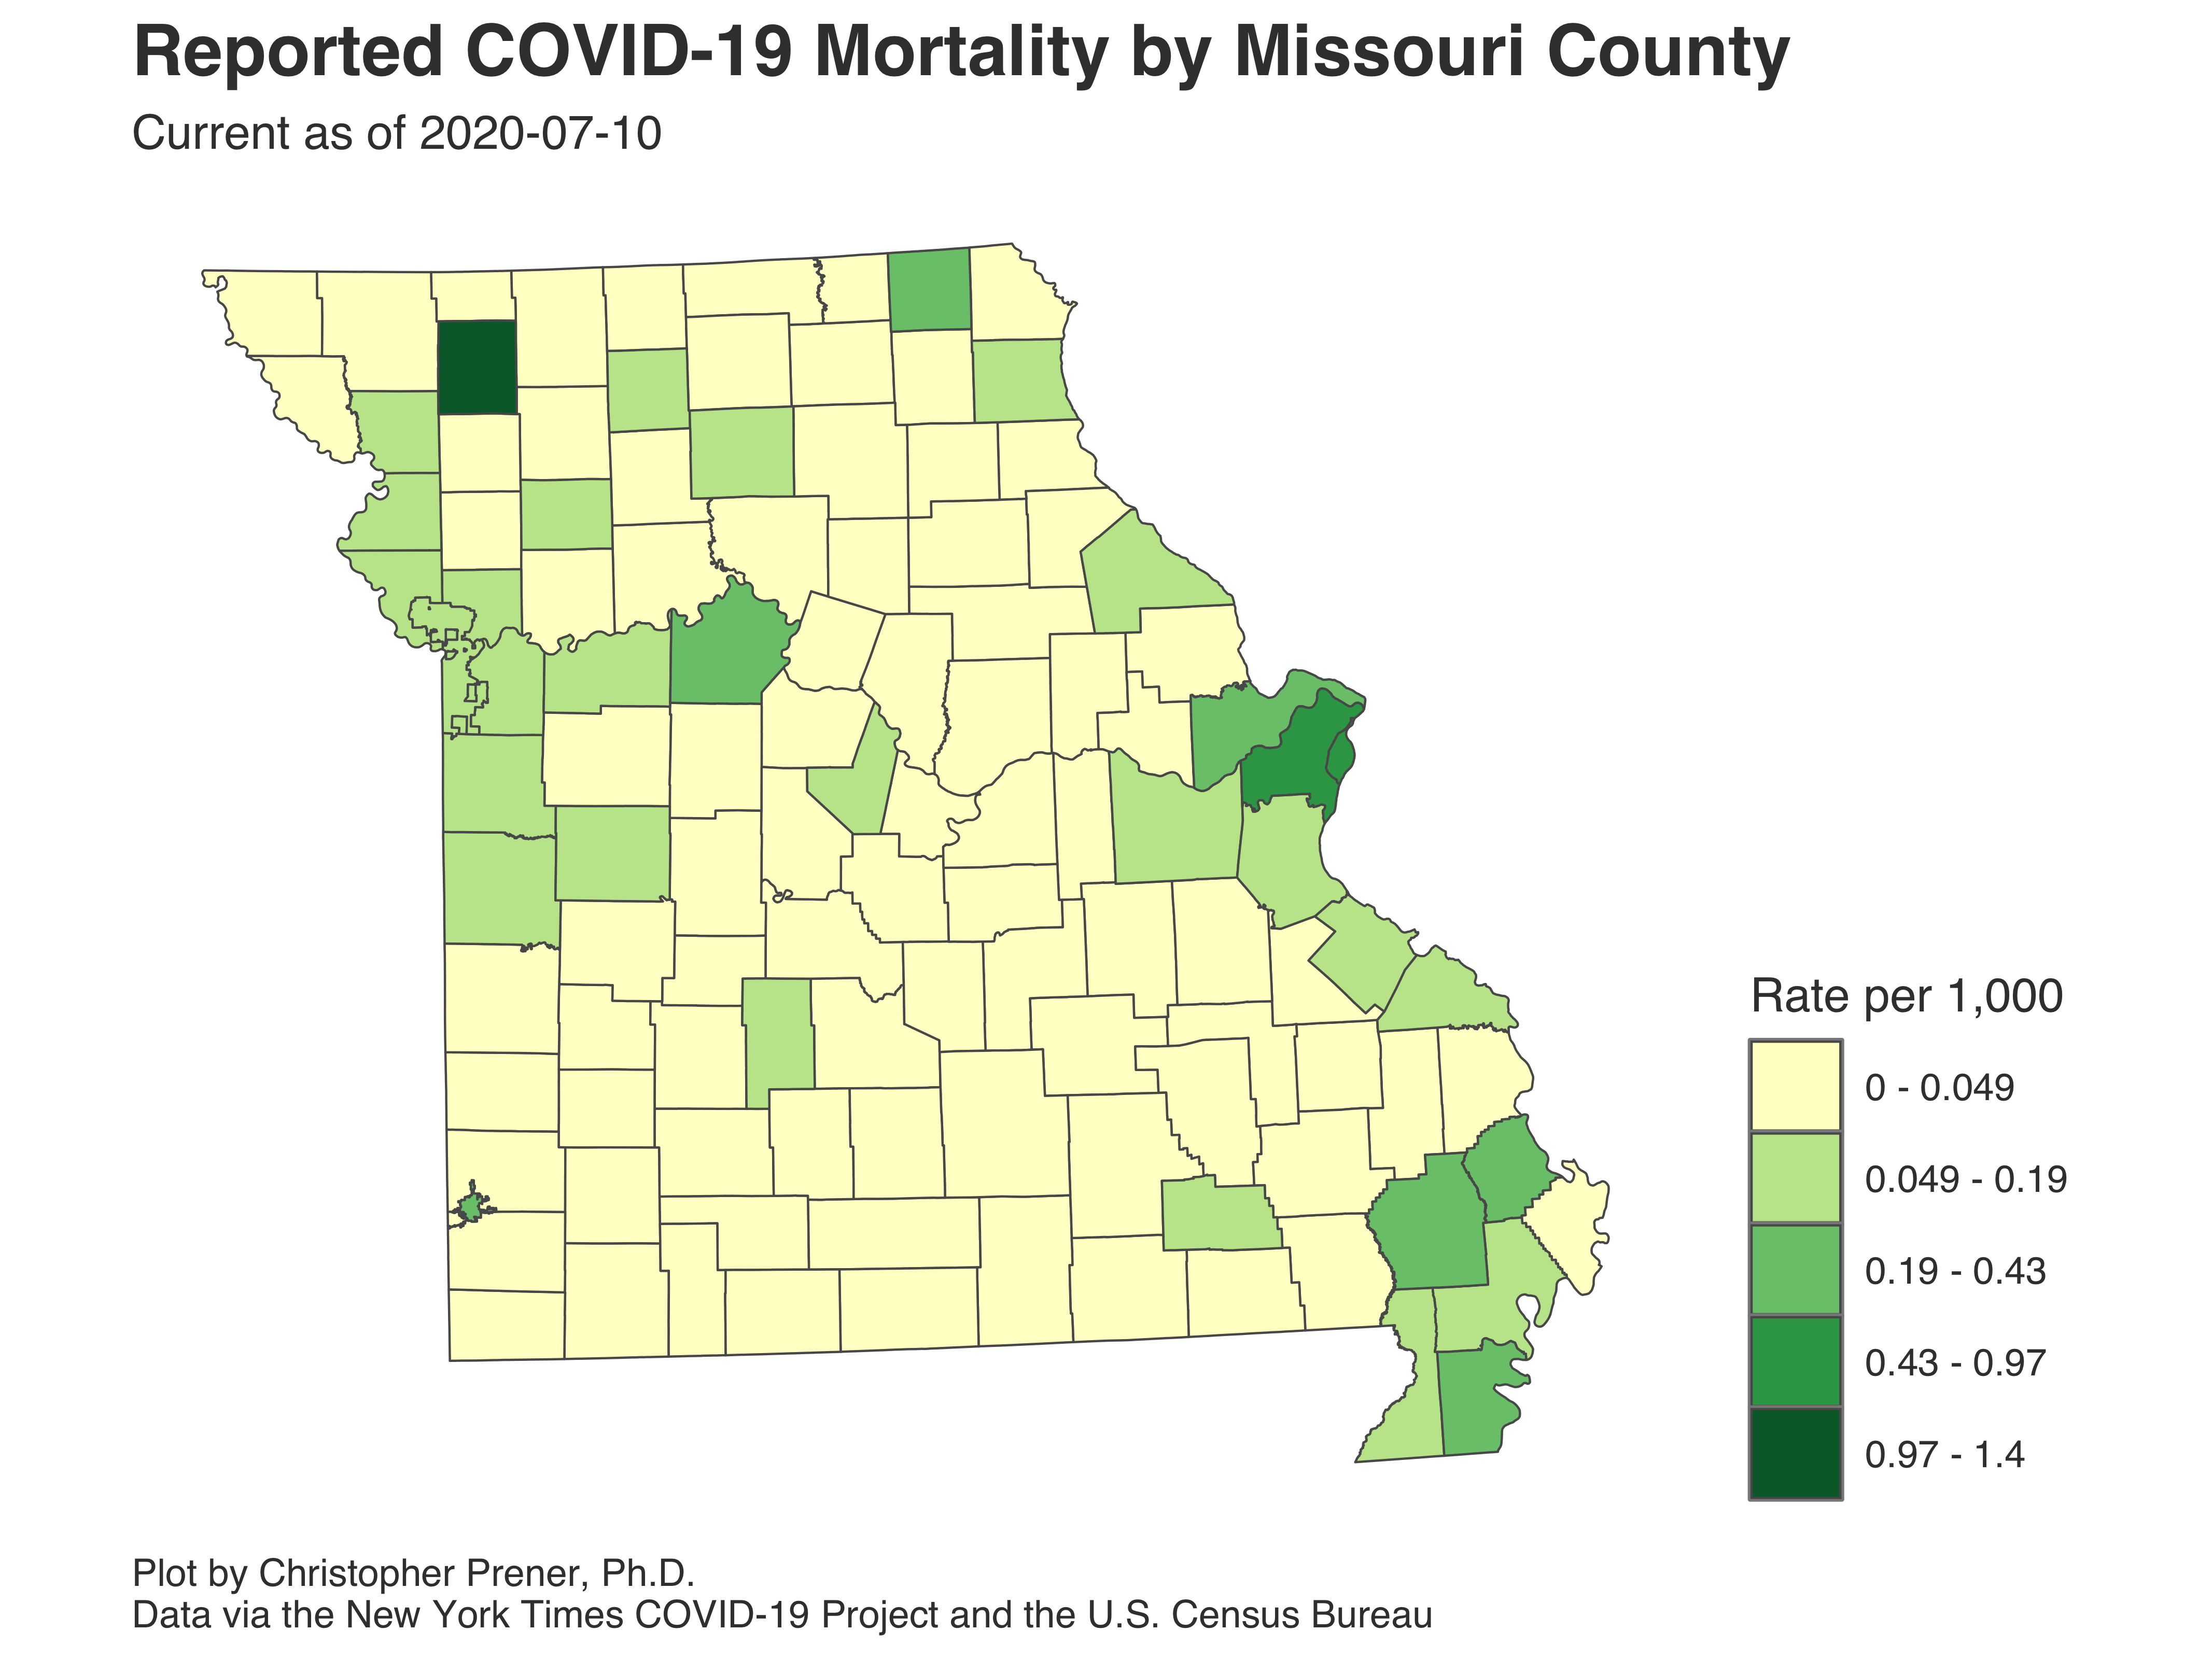 Reported COVID-19 Mortality by Missouri County
Current as of 2020-07-10
Rate per 1,000
0 - 0.049
0.049 - 0.19
0.19 - 0.43
0.43 - 0.97
0.97 - 1.4
Plot by Christopher Prener, Ph.D.
Data via the New York Times COVID-19 Project and the U.S. Census Bureau